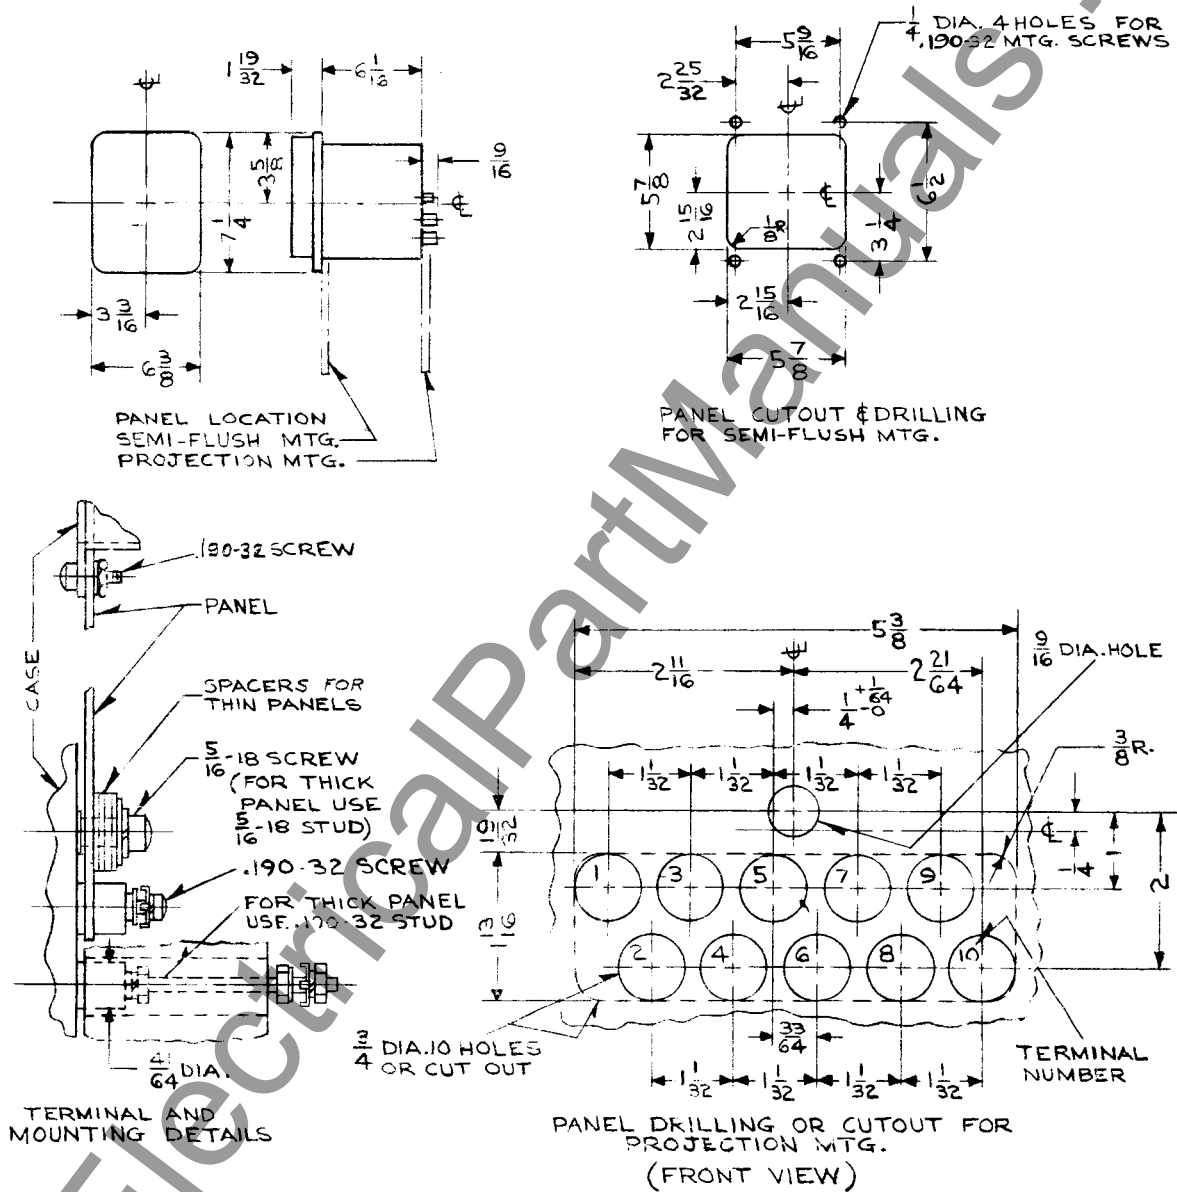 1 19/32
6 1/16
3 5/8
7 1/4
9/16
3 3/16
6 3/8
PANEL LOCATION
SEMI-FLUSH MTG.
PROJECTION MTG.
1/4 DIA. 4 HOLES FOR
.190-32 MTG. SCREWS
5 9/16
2 25/32
5 7/8
2 15/16
1/8 R
6 1/2
3 1/4
2 15/16
5 7/8
PANEL CUTOUT & DRILLING
FOR SEMI-FLUSH MTG.
.190-32 SCREW
PANEL
CASE
SPACERS FOR
THIN PANELS
5/16-18 SCREW
(FOR THICK
PANEL USE
5/16-18 STUD)
.190-32 SCREW
FOR THICK PANEL
USE .190-32 STUD
41/64 DIA.
TERMINAL AND
MOUNTING DETAILS
5 3/8
2 11/16
2 21/64
9/16 DIA. HOLE
1/4 +1/64 -0
3/8 R.
1 1/32
1 1/32
1 1/32
1 1/32
1
1/4
2
1 13/16
1
3
5
7
9
2
4
6
8
10
33/64
3/4 DIA. 10 HOLES
OR CUT OUT
TERMINAL
NUMBER
1 1/32
1 1/32
1 1/32
1 1/32
PANEL DRILLING OR CUTOUT FOR
PROJECTION MTG.
(FRONT VIEW)
ElectricalPartManuals.